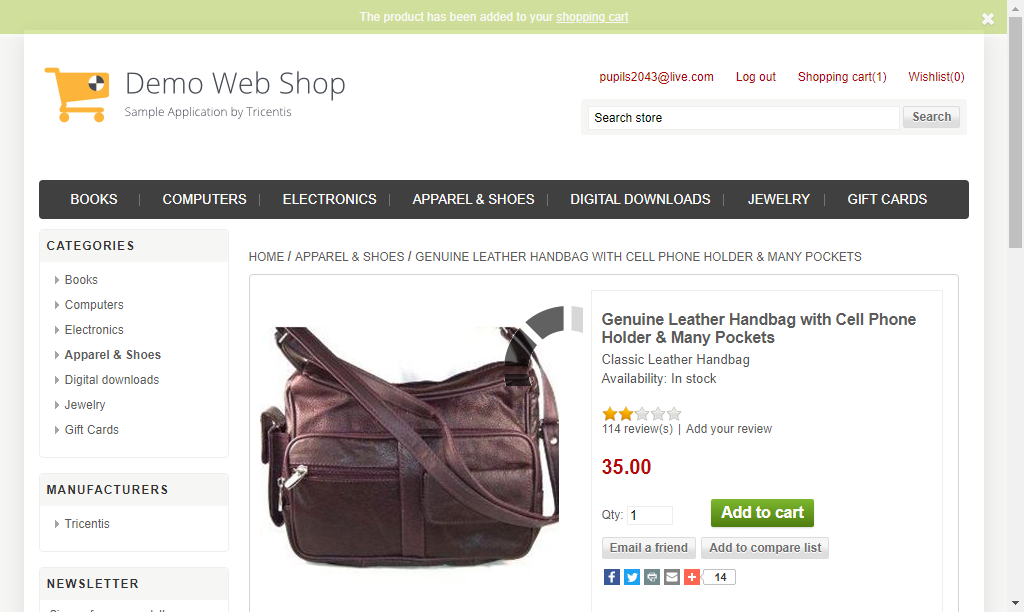 The product has been added to your shopping cart
Demo Web Shop
Sample Application by Tricentis
pupils2043@live.com Log out Shopping cart(1) Wishlist(0)
Search store Search
BOOKS COMPUTERS ELECTRONICS APPAREL & SHOES DIGITAL DOWNLOADS JEWELRY GIFT CARDS
CATEGORIES
Books
Computers
Electronics
Apparel & Shoes
Digital downloads
Jewelry
Gift Cards
MANUFACTURERS
Tricentis
NEWSLETTER
HOME / APPAREL & SHOES / GENUINE LEATHER HANDBAG WITH CELL PHONE HOLDER & MANY POCKETS
Genuine Leather Handbag with Cell Phone
Holder & Many Pockets
Classic Leather Handbag
Availability: In stock
114 review(s) | Add your review
35.00
Qty: 1 Add to cart
Email a friend Add to compare list
14